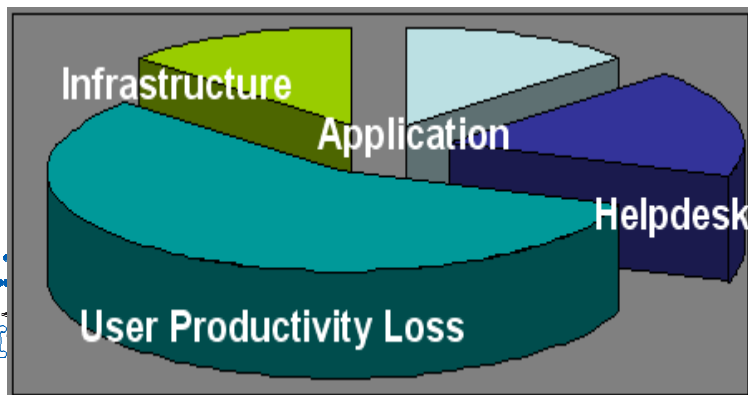 Infrastructure
Application
Helpdesk
User Productivity Loss